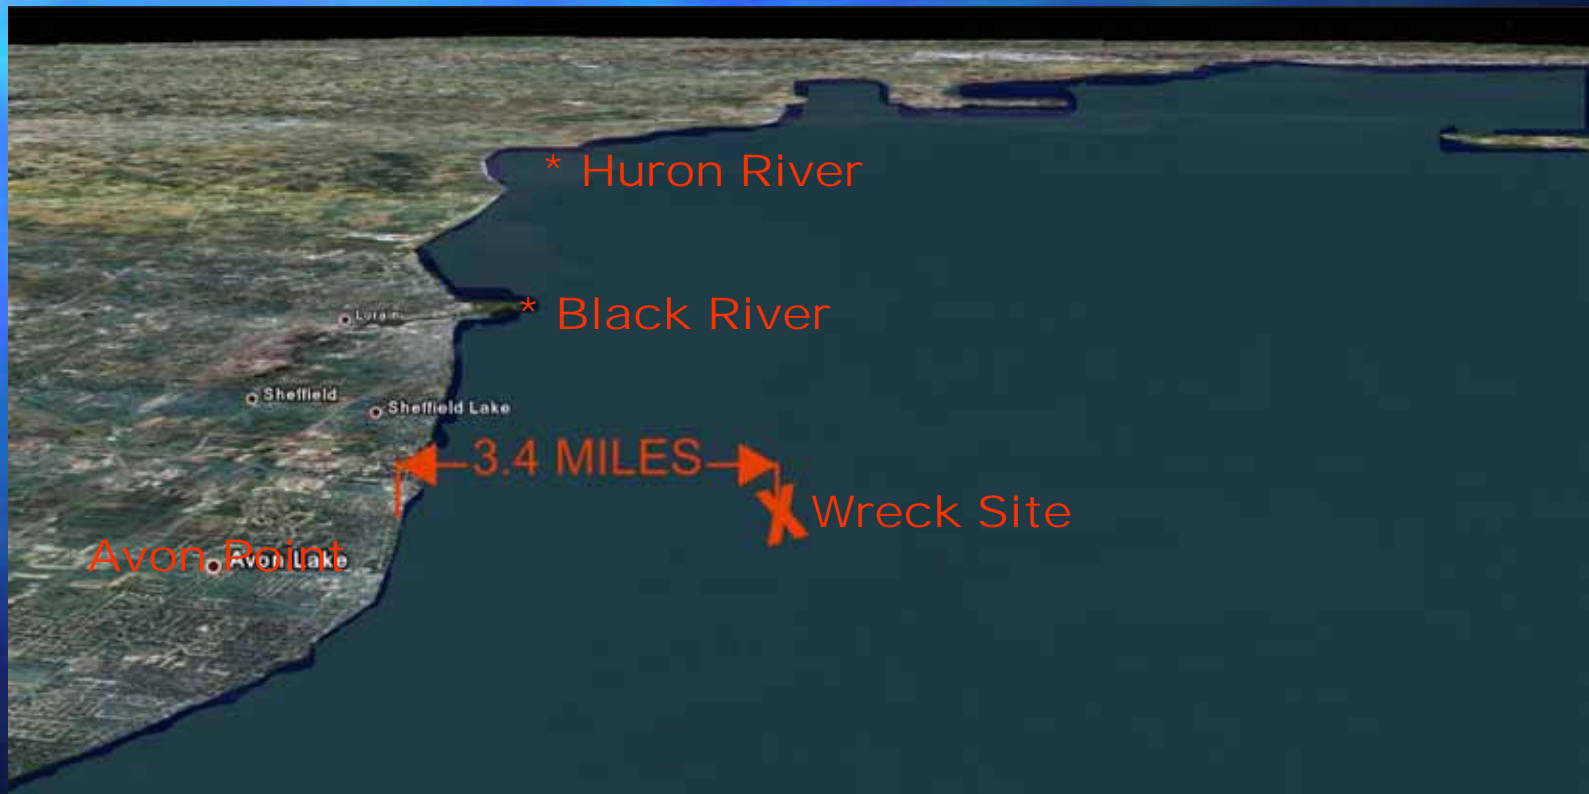 * Huron River
* Black River
Lorain
Sheffield
Sheffield Lake
3.4 MILES
X Wreck Site
Avon Point
Avon Lake